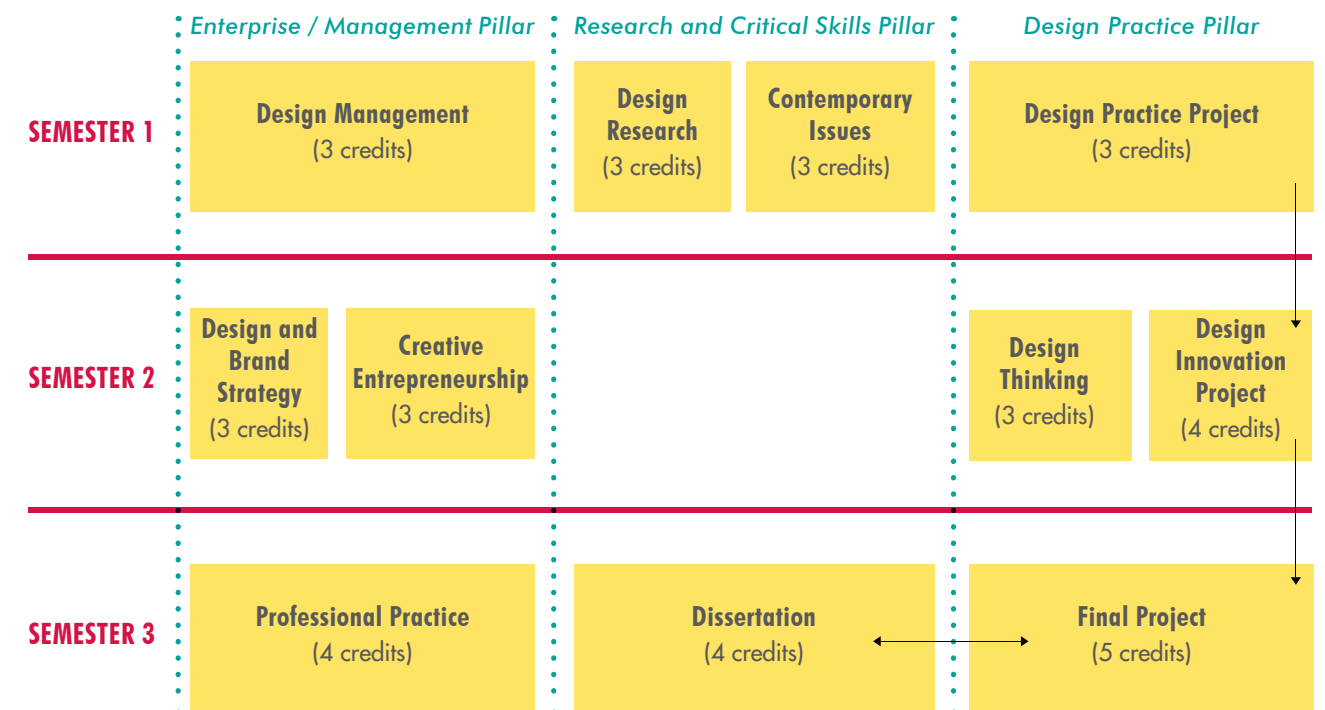 Enterprise / Management Pillar
Research and Critical Skills Pillar
Design Practice Pillar
SEMESTER 1
Design Management
(3 credits)
Design
Research
(3 credits)
Contemporary
Issues
(3 credits)
Design Practice Project
(3 credits)
SEMESTER 2
Design and
Brand
Strategy
(3 credits)
Creative
Entrepreneurship
(3 credits)
Design
Thinking
(3 credits)
Design
Innovation
Project
(4 credits)
SEMESTER 3
Professional Practice
(4 credits)
Dissertation
(4 credits)
Final Project
(5 credits)